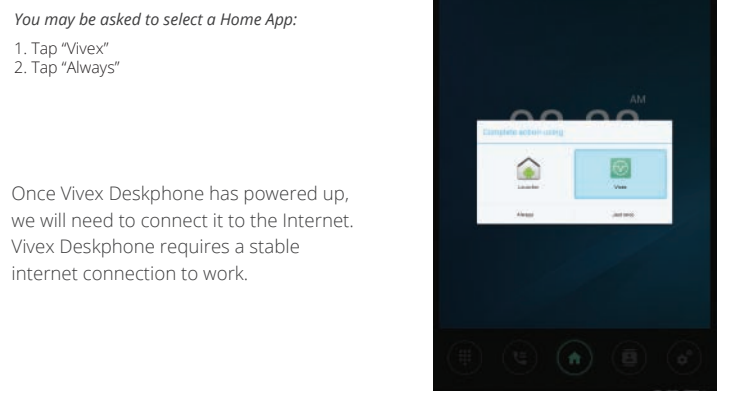 You may be asked to select a Home App:
1. Tap “Vivex”
2. Tap “Always”
Once Vivex Deskphone has powered up,
we will need to connect it to the Internet.
Vivex Deskphone requires a stable
internet connection to work.
AM
Complete action using
Launcher
Vivex
Always
Just once